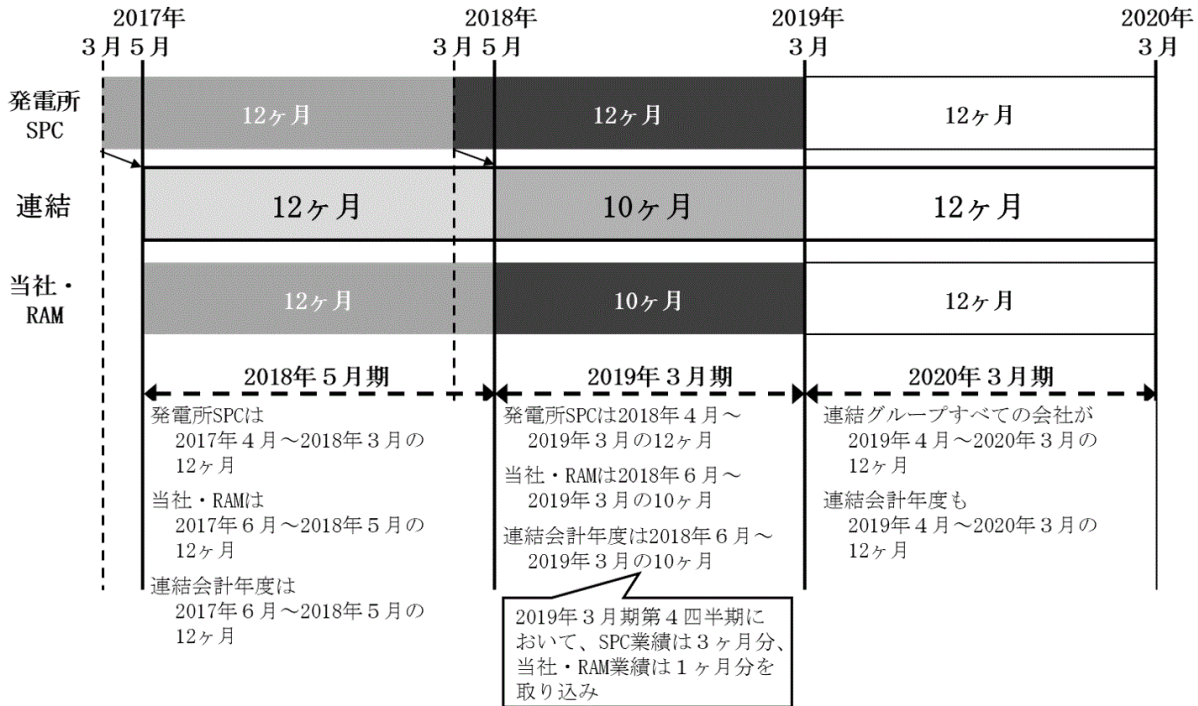 2017年
３月５月
2018年
３月５月
2019年
３月
2020年
３月
発電所
SPC
12ヶ月
12ヶ月
12ヶ月
連結
12ヶ月
10ヶ月
12ヶ月
当社・
RAM
12ヶ月
10ヶ月
12ヶ月
2018年５月期
2019年３月期
2020年３月期
発電所SPCは
2017年４月～2018年３月の
12ヶ月
当社・RAMは
2017年６月～2018年５月の
12ヶ月
連結会計年度は
2017年６月～2018年５月の
12ヶ月
発電所SPCは2018年４月～
2019年３月の12ヶ月
当社・RAMは2018年６月～
2019年３月の10ヶ月
連結会計年度は2018年６月～
2019年３月の10ヶ月
2019年３月期第４四半期に
おいて、SPC業績は３ヶ月分、
当社・RAM業績は１ヶ月分を
取り込み
連結グループすべての会社が
2019年４月～2020年３月の
12ヶ月
連結会計年度も
2019年４月～2020年３月の
12ヶ月